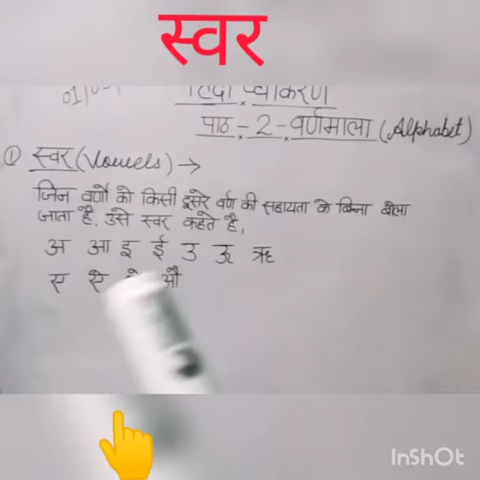 स्वर
हिंदी व्याकरण
पाठ - 2 - वर्णमाला (Alphabet)
① स्वर (Vowels) →
जिन वर्णों को किसी दूसरे वर्ण की सहायता के बिना बोला
जाता है, उसे स्वर कहते है,
अ आ इ ई उ ऊ ऋ
ए ऐ औ
InShOt